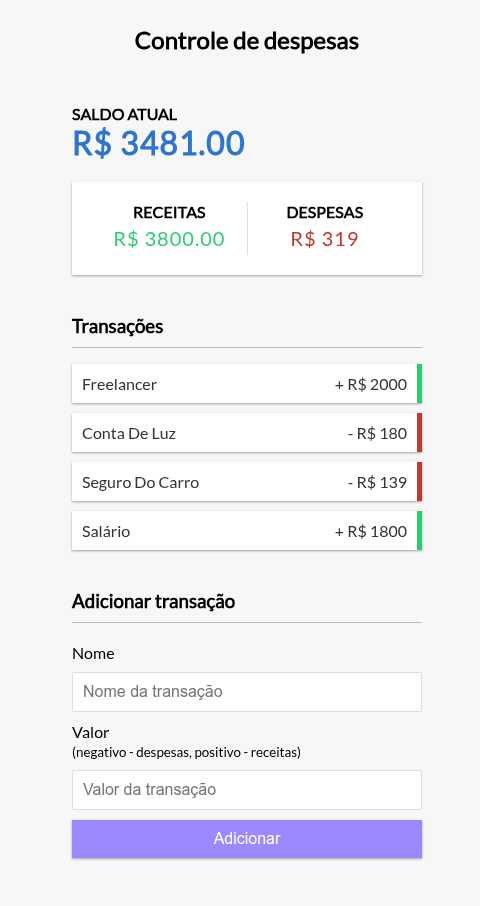 Controle de despesas
SALDO ATUAL
R$ 3481.00
RECEITAS
R$ 3800.00
DESPESAS
R$ 319
Transações
Freelancer + R$ 2000
Conta De Luz - R$ 180
Seguro Do Carro - R$ 139
Salário + R$ 1800
Adicionar transação
Nome
Nome da transação
Valor
(negativo - despesas, positivo - receitas)
Valor da transação
Adicionar